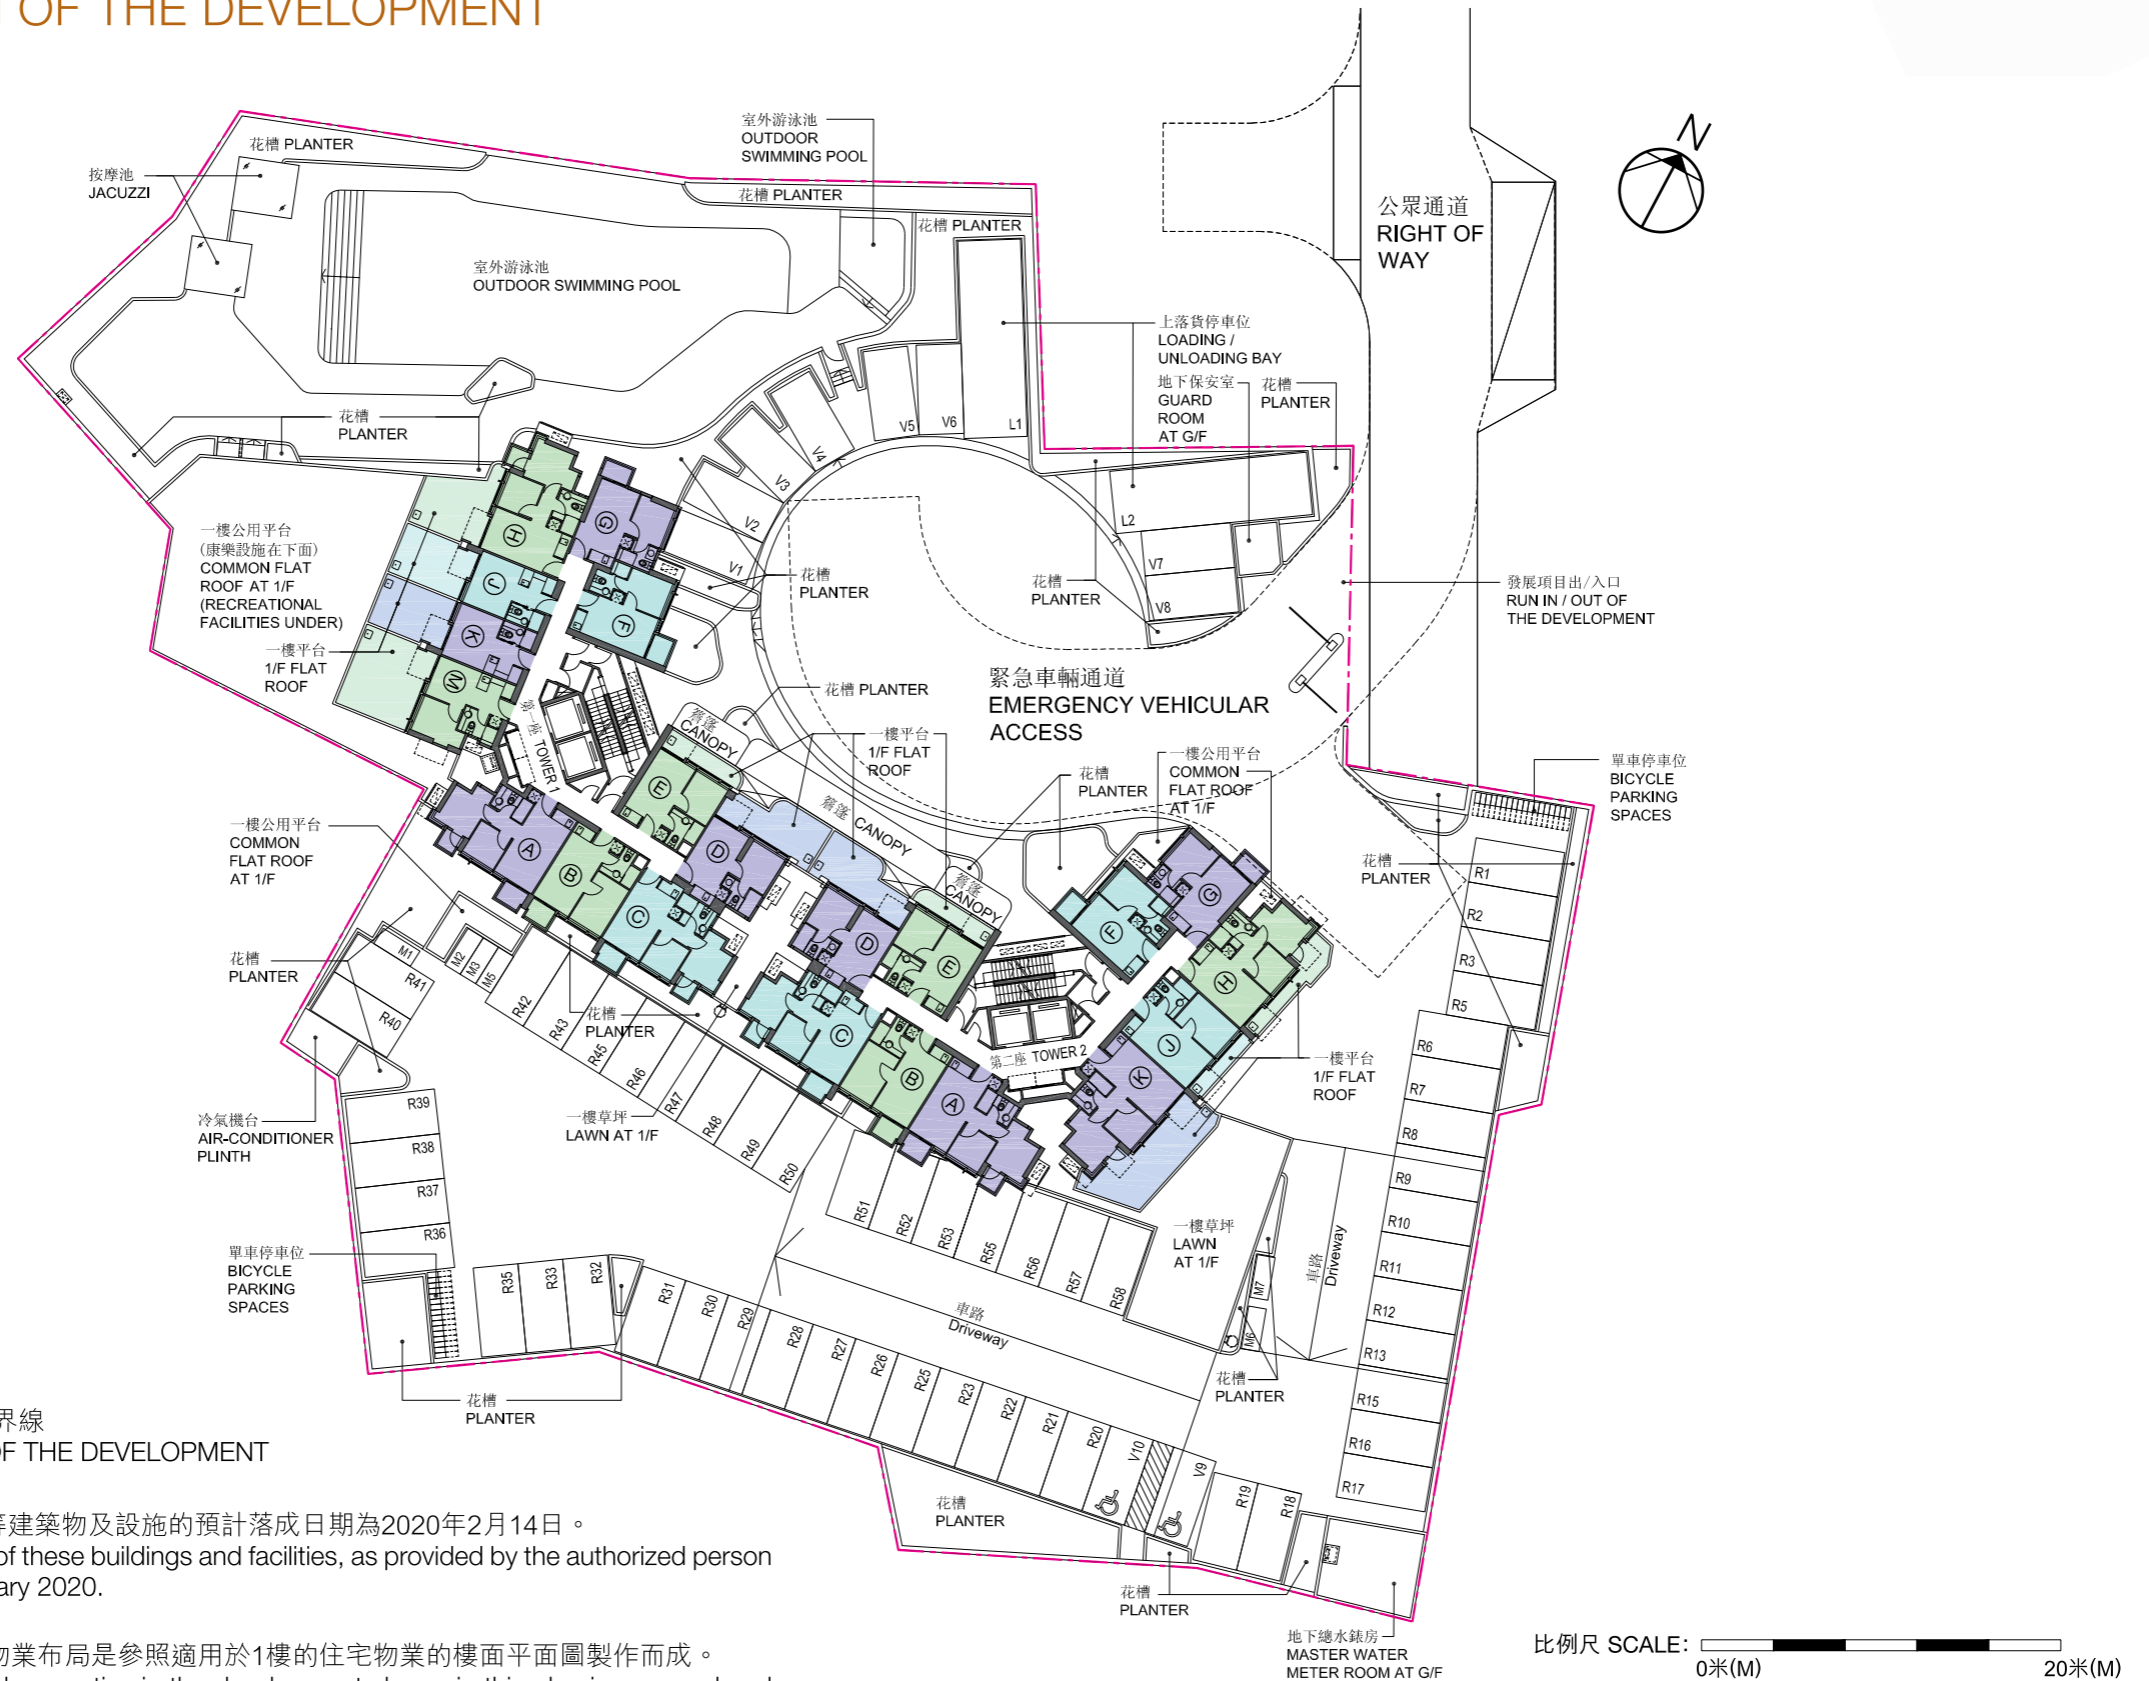 OF THE DEVELOPMENT
花槽 PLANTER
按摩池
JACUZZI
室外游泳池
OUTDOOR
SWIMMING POOL
花槽 PLANTER
花槽 PLANTER
室外游泳池
OUTDOOR SWIMMING POOL
公眾通道
RIGHT OF
WAY
N
上落貨停車位
LOADING /
UNLOADING BAY
地下保安室
GUARD
ROOM
AT G/F
花槽
PLANTER
花槽
PLANTER
V5
V6
L1
V4
V3
V2
V1
L2
V7
V8
一樓公用平台
(康樂設施在下面)
COMMON FLAT
ROOF AT 1/F
(RECREATIONAL
FACILITIES UNDER)
一樓平台
1/F FLAT
ROOF
H
G
J
F
K
M
花槽
PLANTER
花槽
PLANTER
發展項目出/入口
RUN IN / OUT OF
THE DEVELOPMENT
緊急車輛通道
EMERGENCY VEHICULAR
ACCESS
花槽 PLANTER
簷篷
CANOPY
一樓平台
1/F FLAT
ROOF
第一座 TOWER 1
簷篷 CANOPY
簷篷
CANOPY
花槽
PLANTER
一樓公用平台
COMMON
FLAT ROOF
AT 1/F
單車停車位
BICYCLE
PARKING
SPACES
一樓公用平台
COMMON
FLAT ROOF
AT 1/F
E
D
A
B
C
D
E
F
G
H
J
K
C
B
A
第二座 TOWER 2
花槽
PLANTER
R1
R2
R3
R5
R6
R7
R8
R9
R10
R11
R12
R13
R15
R16
R17
花槽
PLANTER
M1
M2
M3
M5
R41
R40
R42
R43
R45
R46
R47
R48
R49
R50
花槽
PLANTER
一樓草坪
LAWN AT 1/F
一樓平台
1/F FLAT
ROOF
冷氣機台
AIR-CONDITIONER
PLINTH
R39
R38
R37
R36
單車停車位
BICYCLE
PARKING
SPACES
R51
R52
R53
R55
R56
R57
R58
一樓草坪
LAWN
AT 1/F
車路
Driveway
M7
M6
車路
Driveway
花槽
PLANTER
R35
R33
R32
R31
R30
R29
R28
R27
R26
R25
R23
R22
R21
R20
V10
V9
R19
R18
花槽
PLANTER
花槽
PLANTER
花槽
PLANTER
地下總水錶房
MASTER WATER
METER ROOM AT G/F
界線
OF THE DEVELOPMENT
等建築物及設施的預計落成日期為2020年2月14日。
of these buildings and facilities, as provided by the authorized person
ary 2020.
物業布局是參照適用於1樓的住宅物業的樓面平面圖製作而成。
比例尺 SCALE:
0米(M)
20米(M)